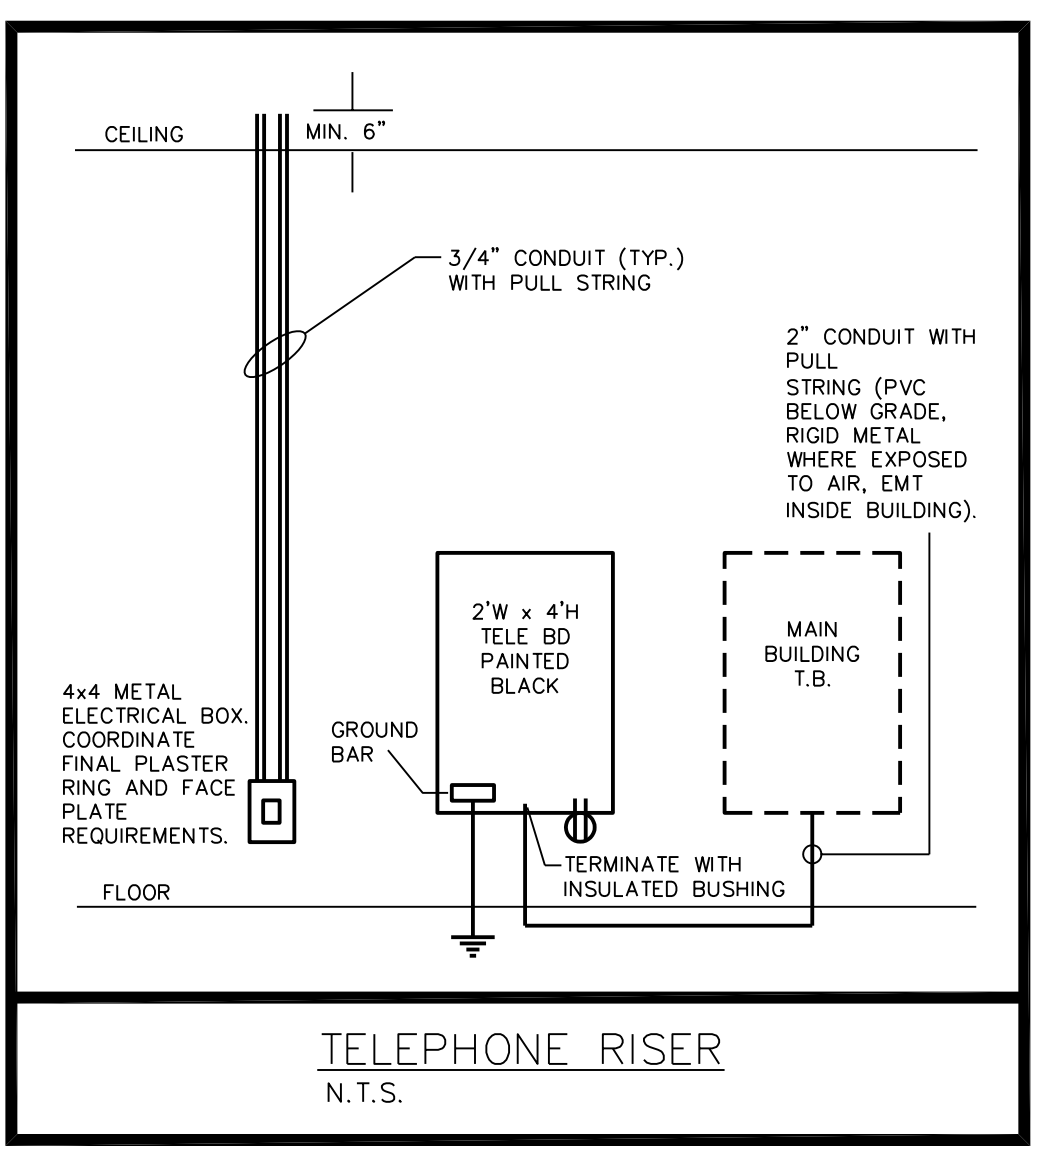 CEILING
MIN. 6”
3/4” CONDUIT (TYP.)
WITH PULL STRING
2” CONDUIT WITH
PULL
STRING (PVC
BELOW GRADE,
RIGID METAL
WHERE EXPOSED
TO AIR, EMT
INSIDE BUILDING).
2'W x 4'H
TELE BD
PAINTED
BLACK
MAIN
BUILDING
T.B.
4x4 METAL
ELECTRICAL BOX.
COORDINATE
FINAL PLASTER
RING AND FACE
PLATE
REQUIREMENTS.
GROUND
BAR
TERMINATE WITH
INSULATED BUSHING
FLOOR
TELEPHONE RISER
N.T.S.